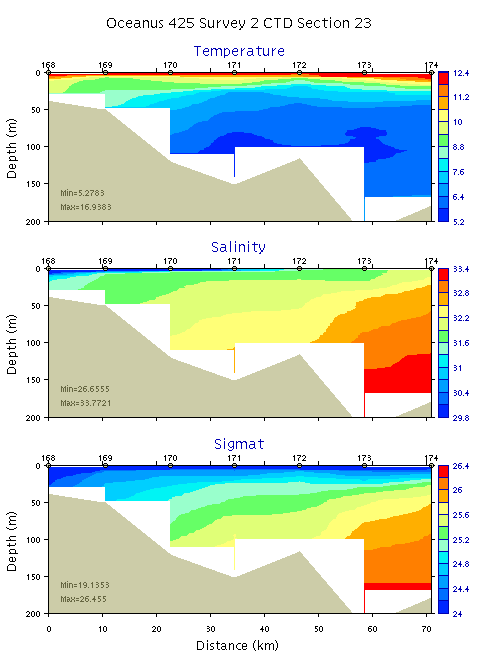 Oceanus 425 Survey 2 CTD Section 23
Temperature
168 169 170 171 172 173 174
0
50
100
150
200
Depth (m)
Min=5.2783
Max=16.9383
12.4
11.2
10
8.8
7.6
6.4
5.2
Salinity
168 169 170 171 172 173 174
0
50
100
150
200
Depth (m)
Min=26.6555
Max=33.7721
33.4
32.8
32.2
31.6
31
30.4
29.8
Sigmat
168 169 170 171 172 173 174
0
50
100
150
200
Depth (m)
Min=19.1353
Max=26.455
26.4
26
25.6
25.2
24.8
24.4
24
0 10 20 30 40 50 60 70
Distance (km)